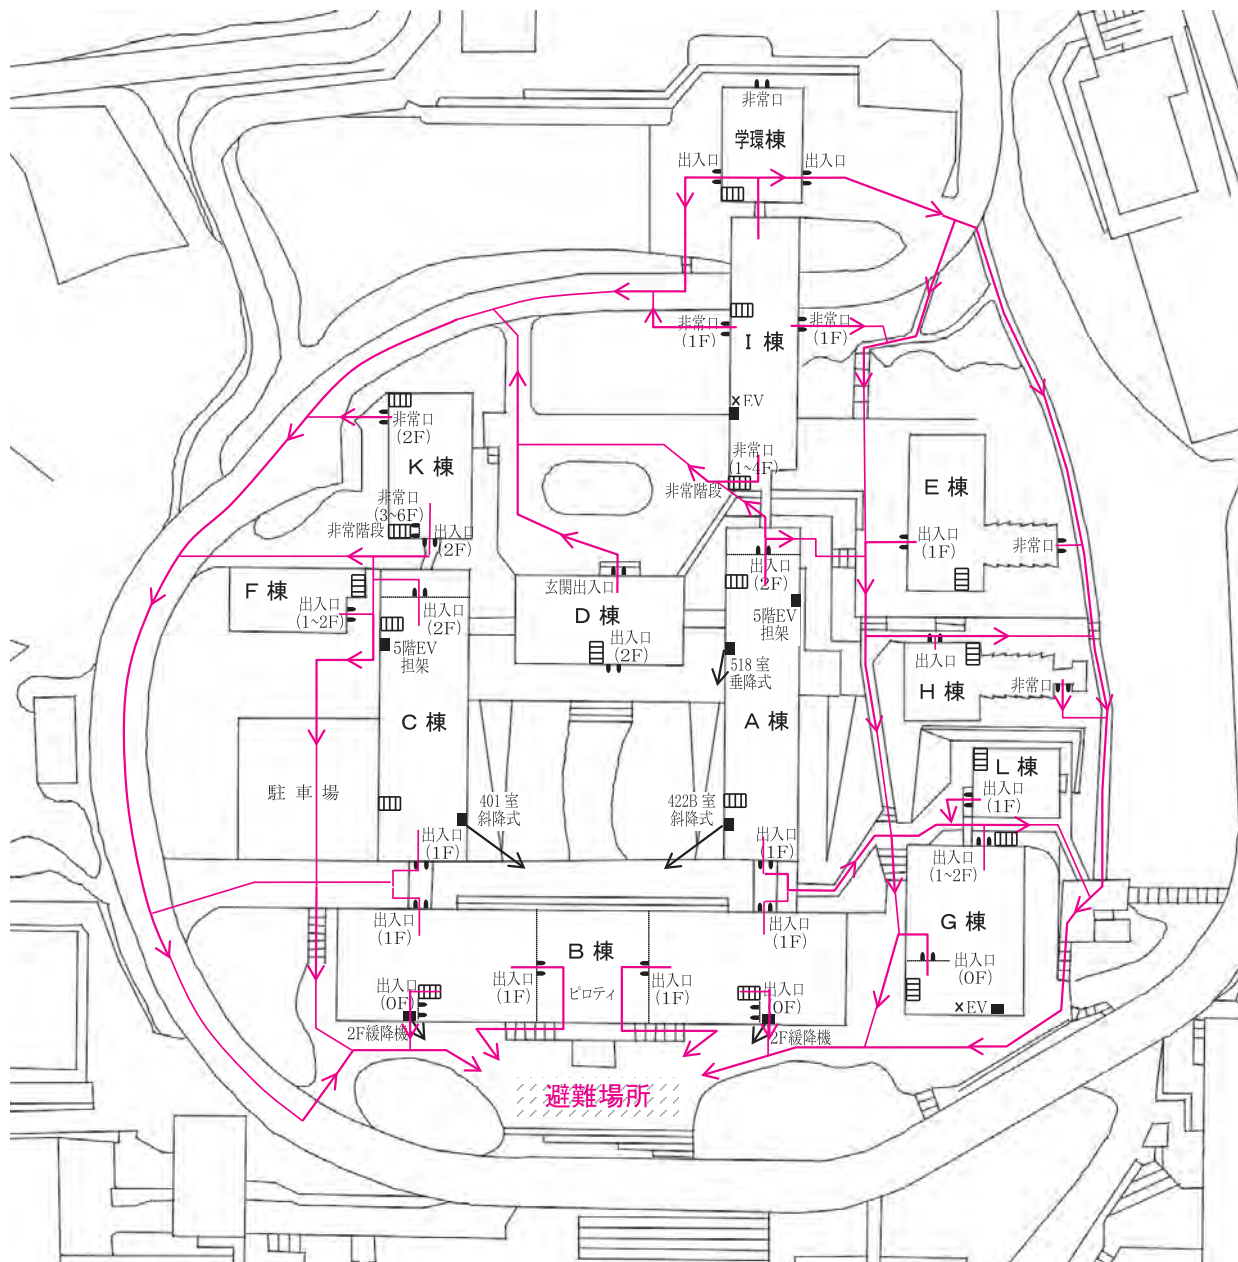 非常口
学環棟
出入口
出入口
非常口
(1F)
非常口
(1F)
I 棟
×EV
非常口
(2F)
K 棟
非常口
(1~4F)
非常階段
非常口
(3~6F)
非常階段
出入口
(2F)
E 棟
出入口
(1F)
非常口
F 棟
出入口
(1~2F)
出入口
(2F)
5階EV
担架
玄関出入口
D 棟
出入口
(2F)
出入口
(2F)
5階EV
担架
518 室
垂降式
出入口
H 棟
非常口
C 棟
A 棟
L 棟
出入口
(1F)
駐 車 場
401 室
斜降式
422B 室
斜降式
出入口
(1F)
出入口
(1F)
出入口
(1~2F)
G 棟
出入口
(1F)
出入口
(1F)
B 棟
出入口
(0F)
出入口
(1F)
ピロティ
出入口
(1F)
出入口
(0F)
出入口
(0F)
×EV
2F緩降機
2F緩降機
避難場所